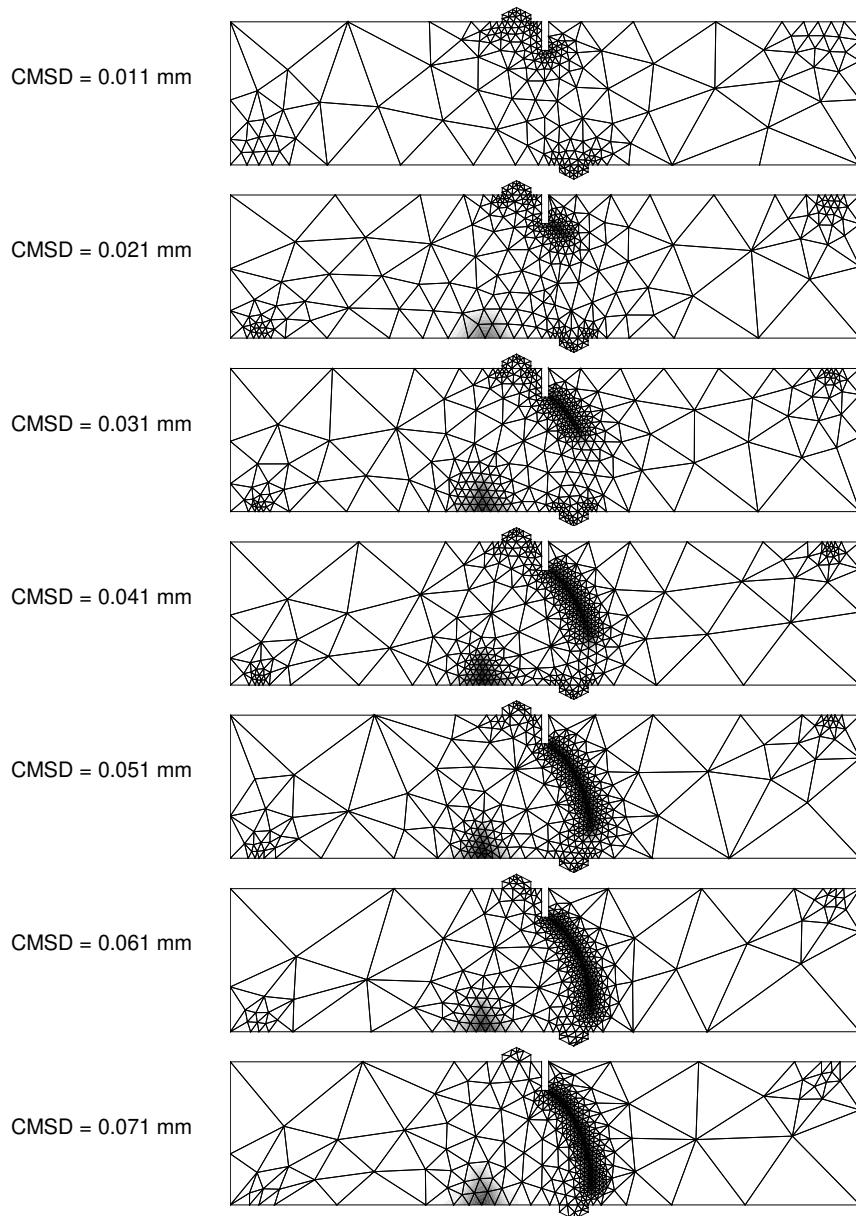 CMSD = 0.011 mm
CMSD = 0.021 mm
CMSD = 0.031 mm
CMSD = 0.041 mm
CMSD = 0.051 mm
CMSD = 0.061 mm
CMSD = 0.071 mm